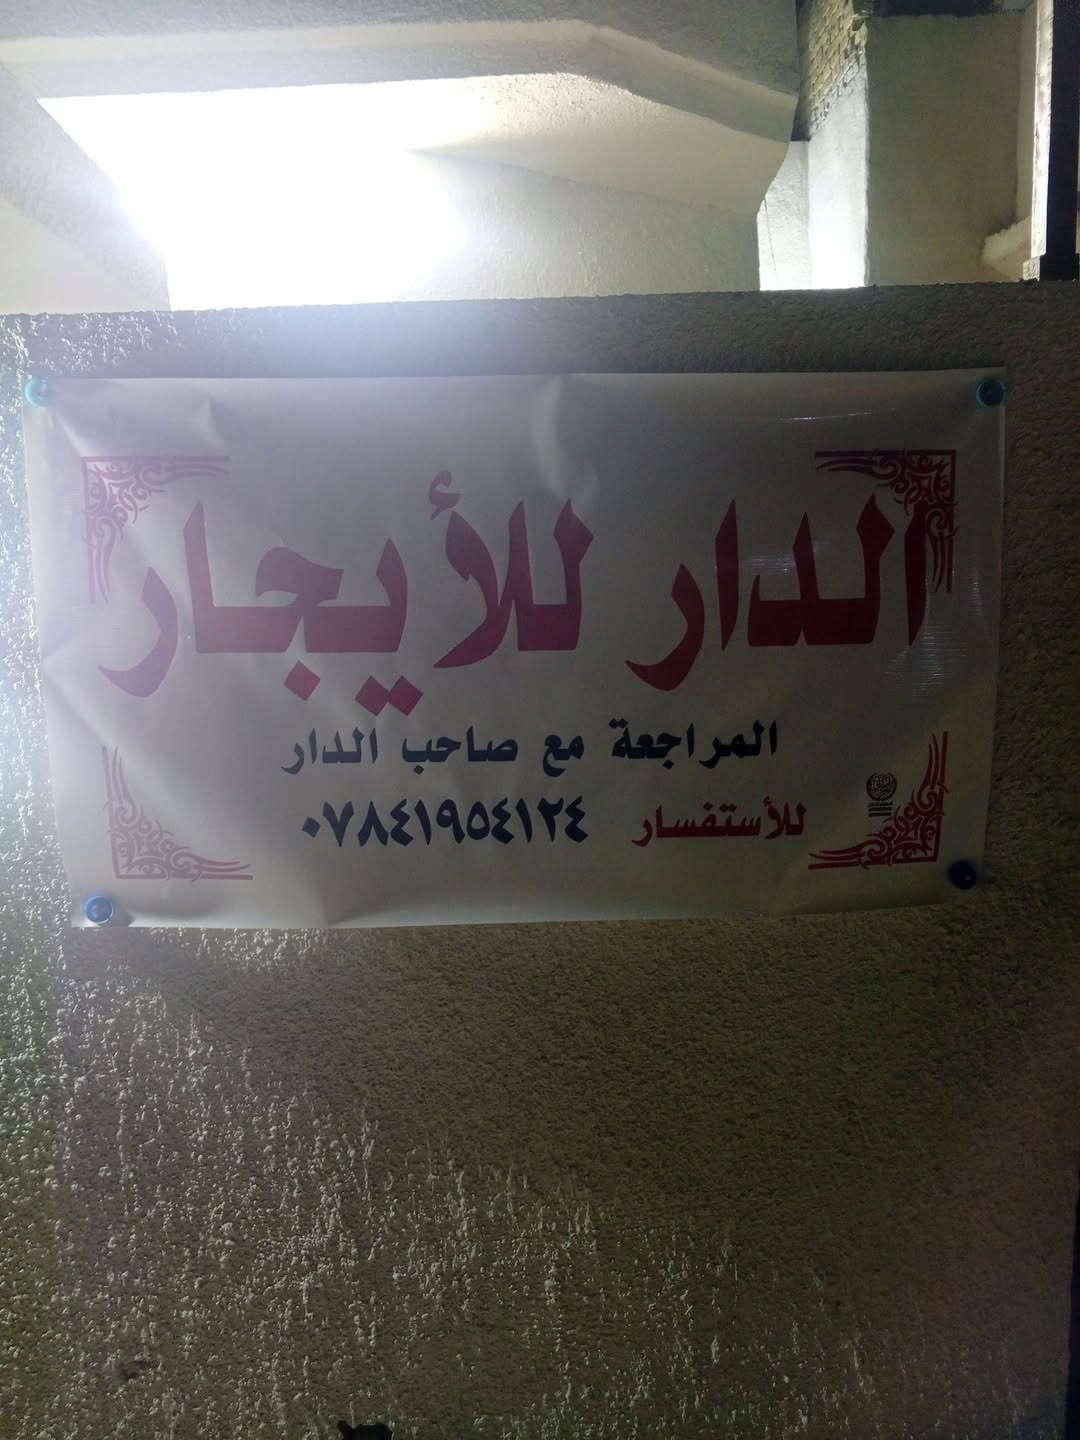 الدار للأيجار
المراجعة مع صاحب الدار
للأستفسار ٠٧٨٤١٩٥٤١٢٤